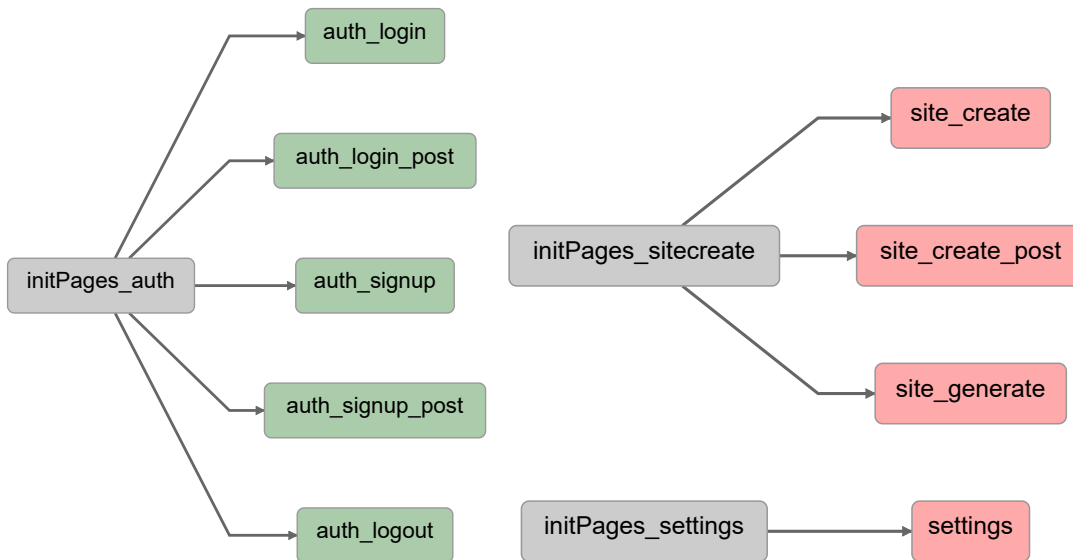 auth_login
auth_login_post
initPages_auth
auth_signup
auth_signup_post
auth_logout
site_create
initPages_sitecreate
site_create_post
site_generate
initPages_settings
settings